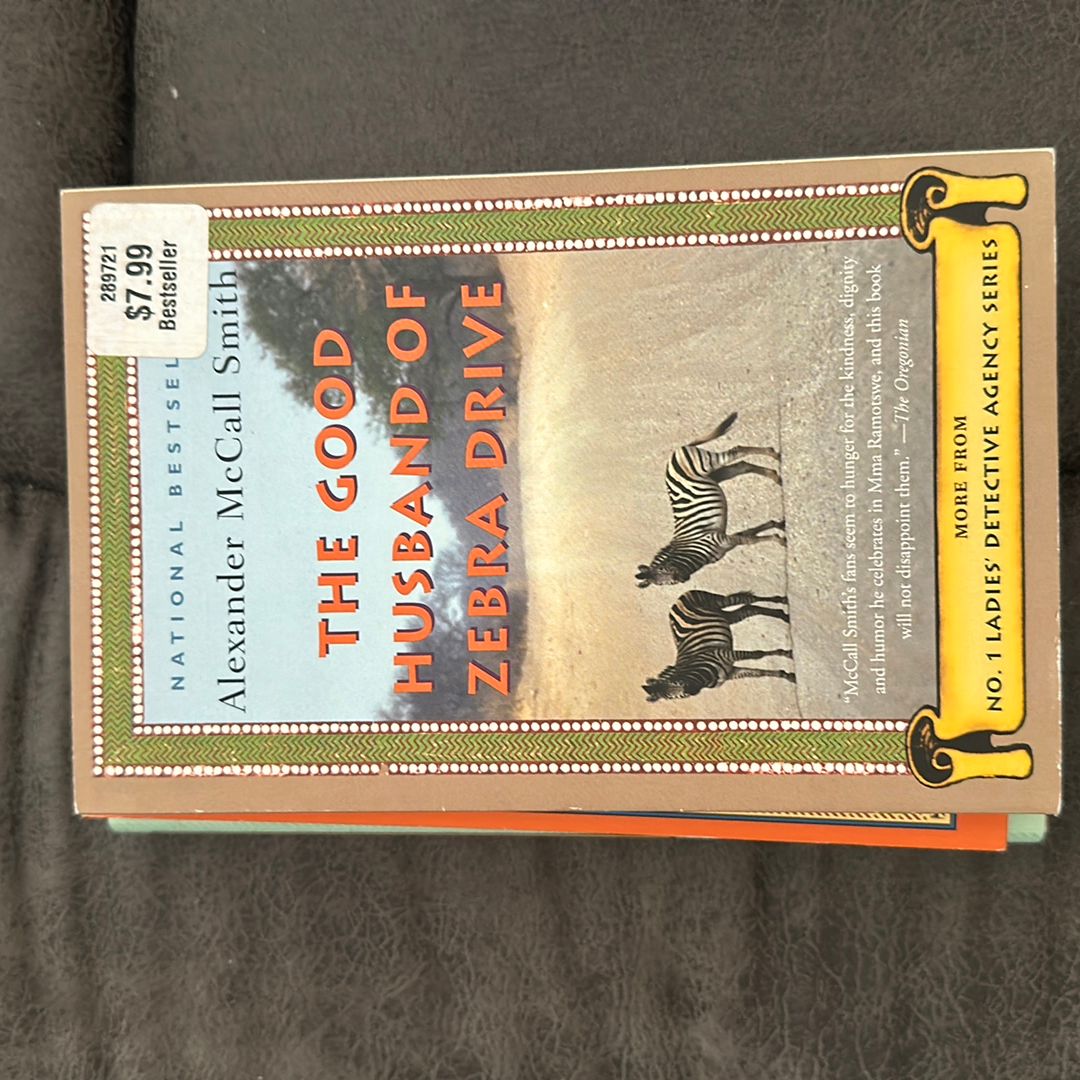 289721
$7.99
Bestseller
NATIONAL BESTSEL
Alexander McCall Smith
THE GOOD
HUSBAND OF
ZEBRA DRIVE
"McCall Smith's fans seem to hunger for the kindness, dignity
and humor he celebrates in Mma Ramotswe, and this book
will not disappoint them." —The Oregonian
MORE FROM
NO. 1 LADIES' DETECTIVE AGENCY SERIES